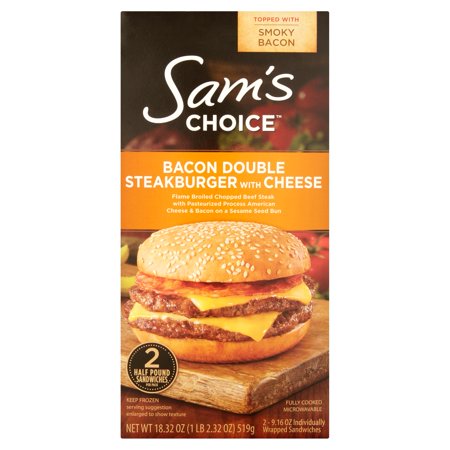 TOPPED WITH
SMOKY
BACON
Sam's
CHOICE™
BACON DOUBLE
STEAKBURGER WITH CHEESE
Flame Broiled Chopped Beef Steak
with Pasteurized Process American
Cheese & Bacon on a Sesame Seed Bun
2
HALF POUND
SANDWICHES
PER PACK
KEEP FROZEN
serving suggestion
enlarged to show texture
FULLY COOKED
MICROWAVABLE
2 - 9.16 OZ Individually
Wrapped Sandwiches
NET WT 18.32 OZ (1 LB 2.32 OZ) 519g